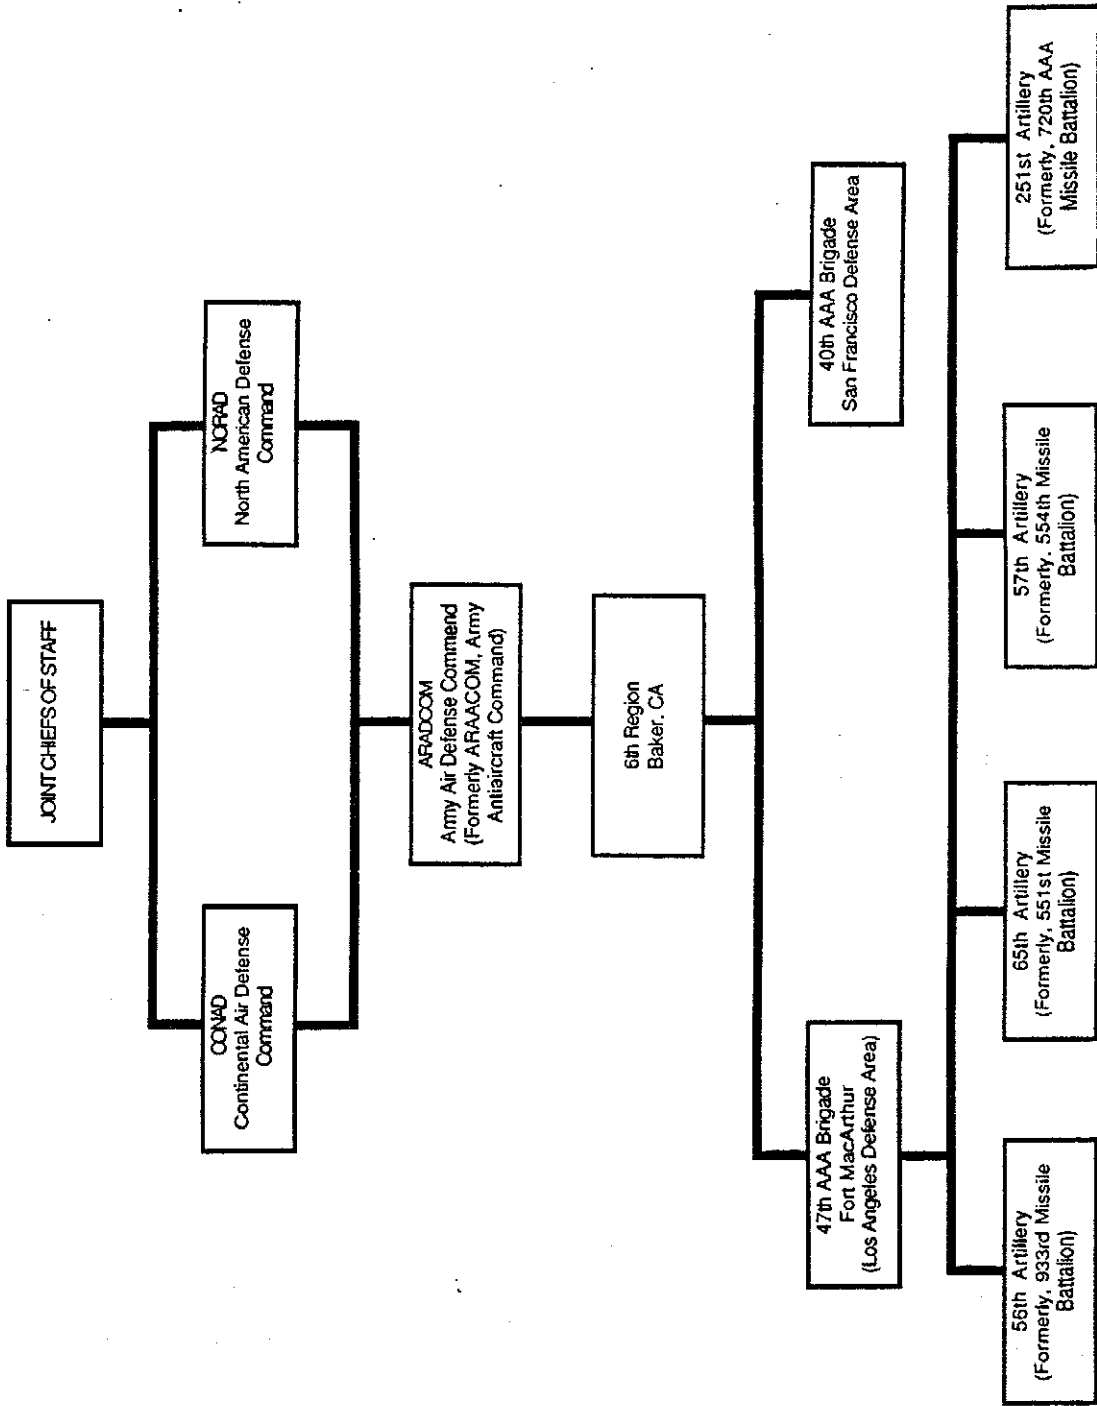 JOINT CHIEFS OF STAFF
CONAD
Continental Air Defense
Command
NORAD
North American Defense
Command
ARADCOM
Army Air Defense Commend
(Formerly ARAACOM, Army
Antiaircraft Command)
6th Region
Baker, CA
47th AAA Brigade
Fort MacArthur
(Los Angeles Defense Area)
40th AAA Brigade
San Francisco Defense Area
56th Artillery
(Formerly, 933rd Missile
Battalion)
65th Artillery
(Formerly, 551st Missile
Battalion)
57th Artillery
(Formerly, 554th Missile
Battalion)
251st Artillery
(Formerly, 720th AAA
Missile Battalion)